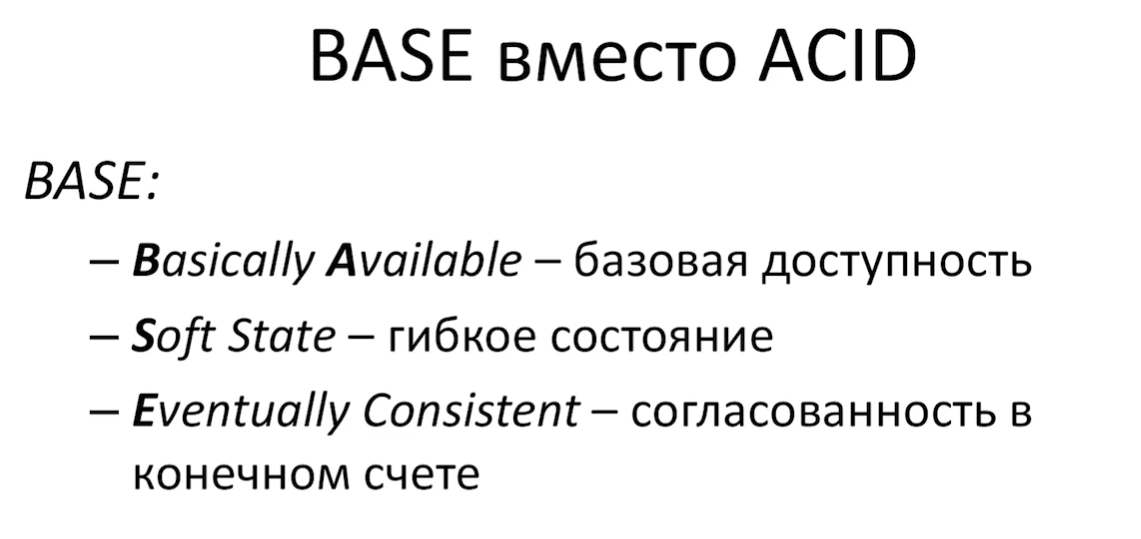 BASE вместо ACID
BASE:
– Basically Available – базовая доступность
– Soft State – гибкое состояние
– Eventually Consistent – согласованность в
конечном счете